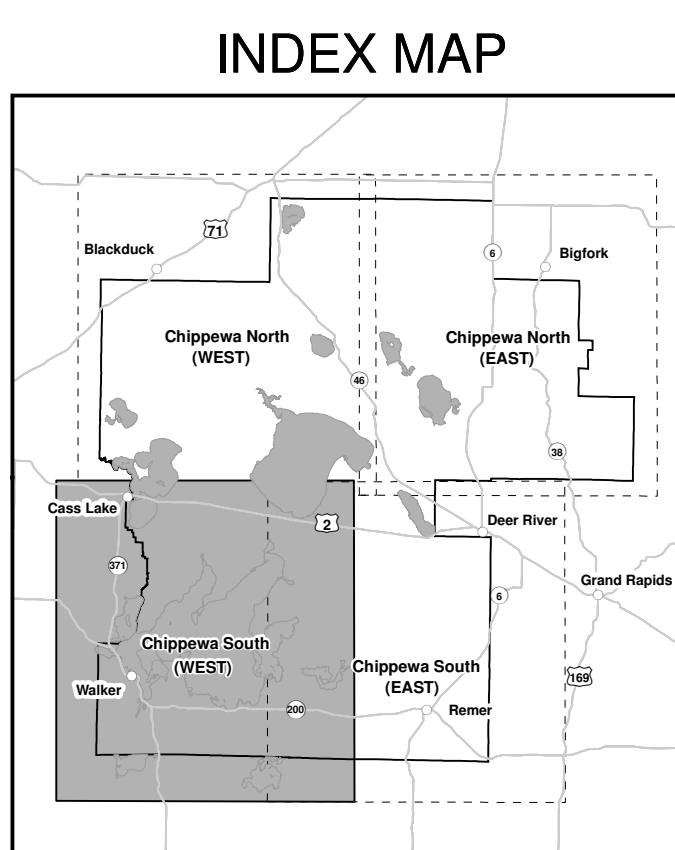 INDEX MAP
71
Blackduck
6
Bigfork
Chippewa North
(WEST)
Chippewa North
(EAST)
46
38
Cass Lake
2
Deer River
371
Grand Rapids
6
Chippewa South
(WEST)
Chippewa South
(EAST)
169
Walker
200
Remer